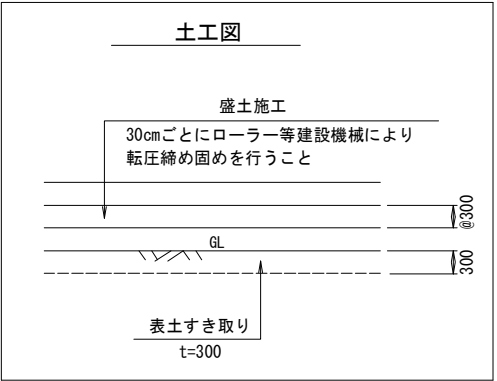 土工図
盛土施工
30cmごとにローラー等建設機械により
転圧締め固めを行うこと
@300
GL
300
表土すき取り
t=300